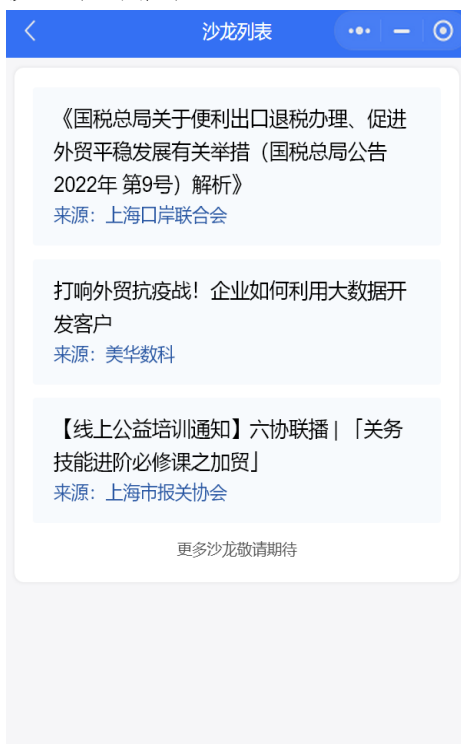 沙龙列表
《国税总局关于便利出口退税办理、促进
外贸平稳发展有关举措（国税总局公告
2022年 第9号）解析》
来源：上海口岸联合会
打响外贸抗疫战！企业如何利用大数据开
发客户
来源：美华数科
【线上公益培训通知】六协联播 | 「关务
技能进阶必修课之加贸」
来源：上海市报关协会
更多沙龙敬请期待